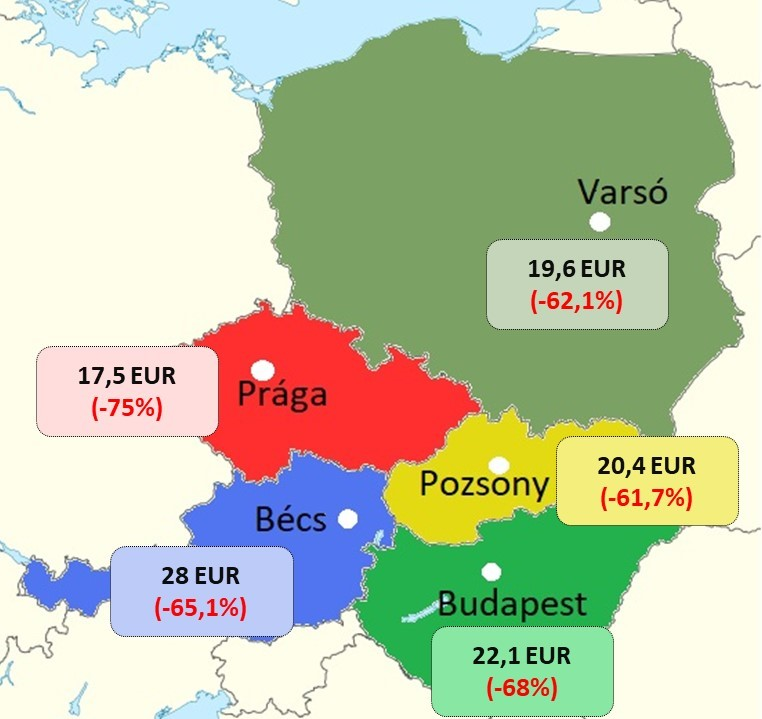 Varsó
19,6 EUR
(-62,1%)
17,5 EUR
(-75%)
Prága
Pozsony
20,4 EUR
(-61,7%)
Bécs
28 EUR
(-65,1%)
Budapest
22,1 EUR
(-68%)